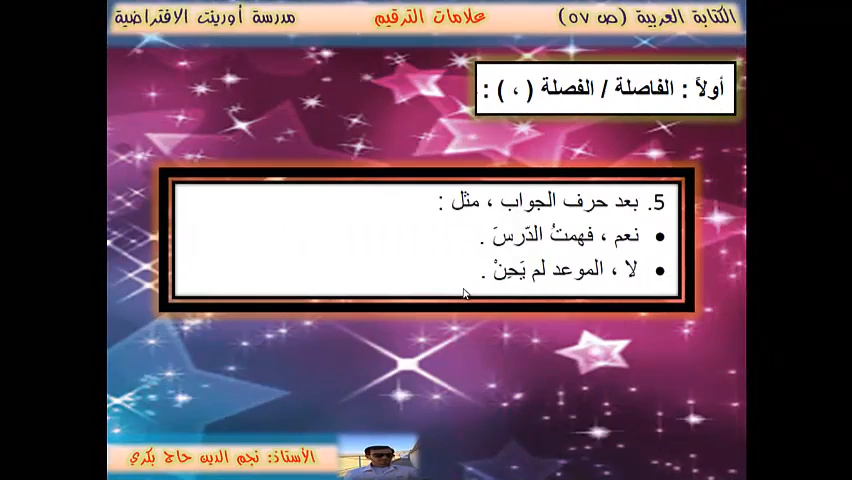 الكتابة العربية (ص ٥٧)
علامات الترقيم
مدرسة أورينت الافتراضية
أولاً : الفاصلة / الفصلة ( ، ) :
5. بعد حرف الجواب ، مثل :
• نعم ، فهمتُ الدّرسَ .
• لا ، الموعد لم يَحِنْ .
الأستاذ: نجم الدين حاج بكري